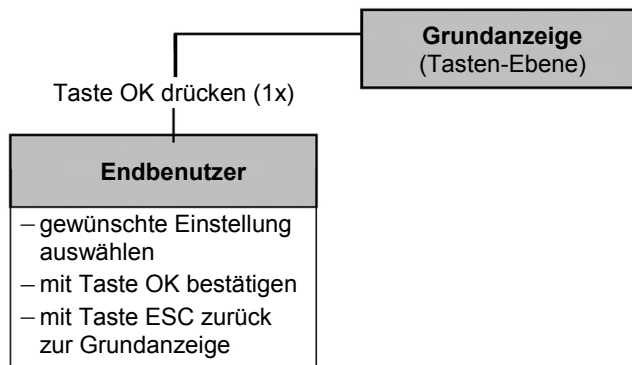 Grundanzeige
(Tasten-Ebene)
Taste OK drücken (1x)
Endbenutzer
– gewünschte Einstellung
auswählen
– mit Taste OK bestätigen
– mit Taste ESC zurück
zur Grundanzeige